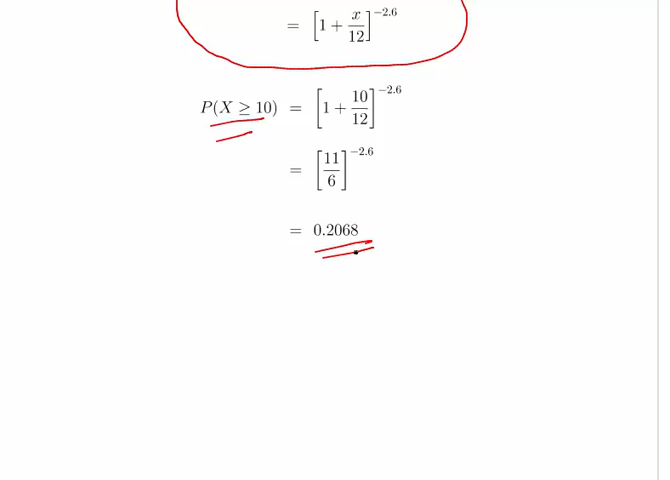 = [1 + x/12]^{-2.6}
P(X ≥ 10) = [1 + 10/12]^{-2.6}
= [11/6]^{-2.6}
= 0.2068